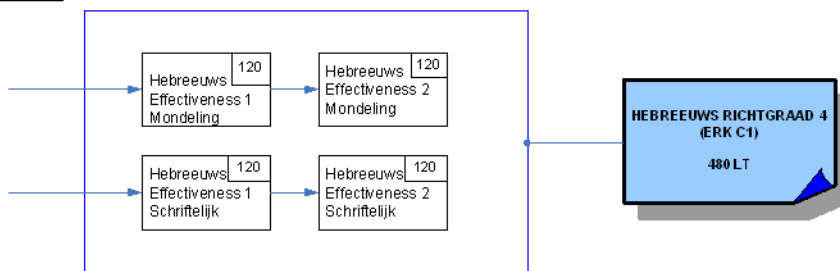 Hebreeuws 120
Effectiveness 1
Mondeling
Hebreeuws 120
Effectiveness 2
Mondeling
Hebreeuws 120
Effectiveness 1
Schriftelijk
Hebreeuws 120
Effectiveness 2
Schriftelijk
HEBREEUWS RICHTGRAAD 4
(ERK C1)
480 LT